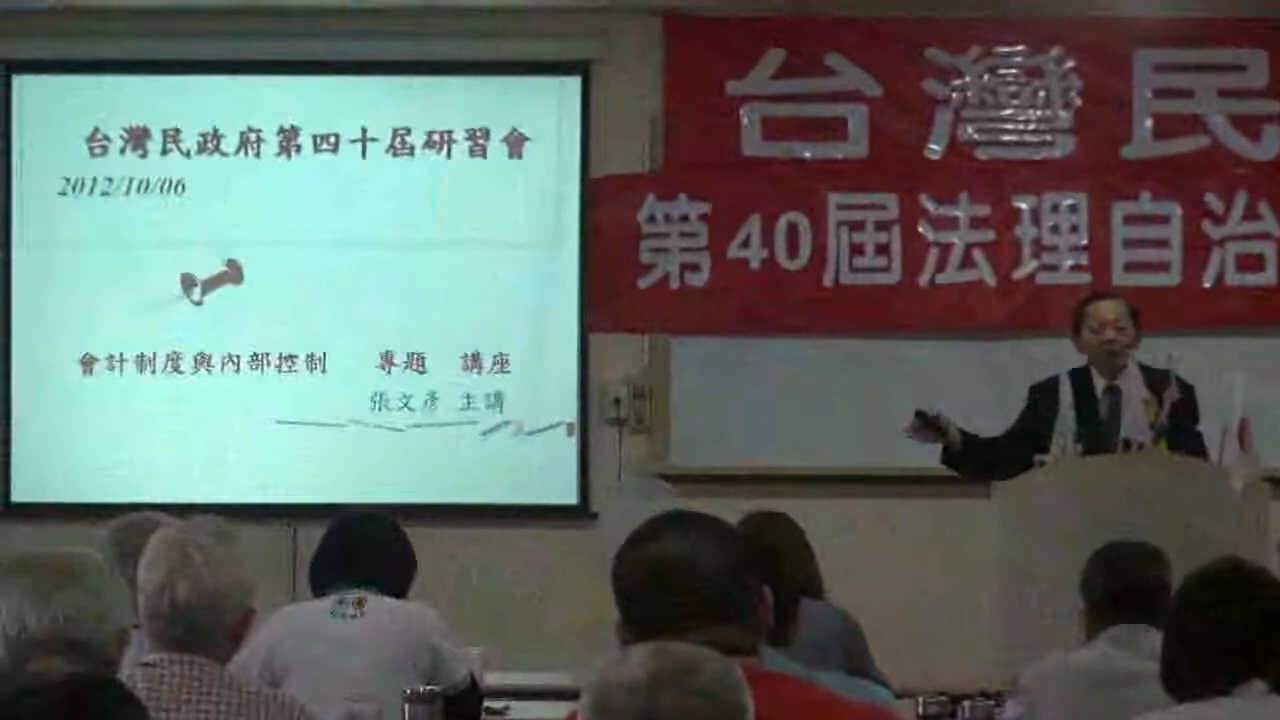 台灣民政府第四十屆研習會
2012/10/06
會計制度與內部控制 專題 講座
張文彥 主講
台灣民
第40屆法理自治